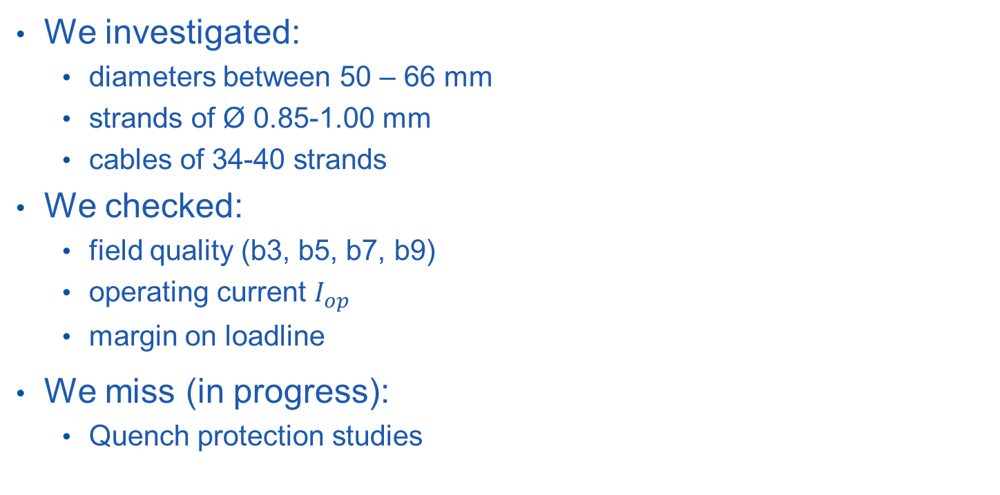 • We investigated:
• diameters between 50 – 66 mm
• strands of Ø 0.85-1.00 mm
• cables of 34-40 strands
• We checked:
• field quality (b3, b5, b7, b9)
• operating current I_op
• margin on loadline
• We miss (in progress):
• Quench protection studies